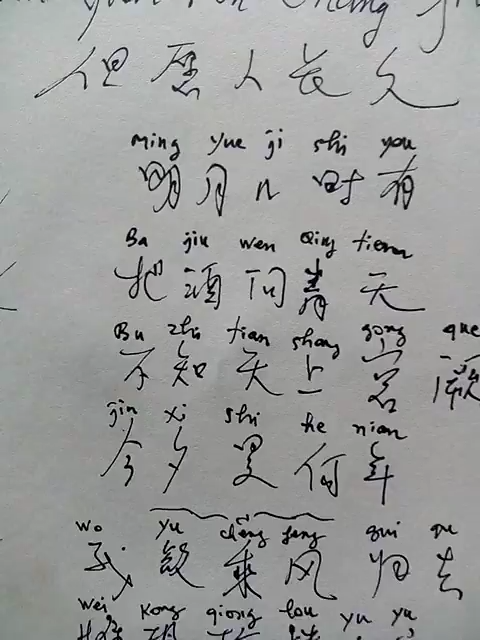 Yuan
但愿人长久
ming yue ji shi you
明月几时有
Ba jiu wen Qing tian
把酒问青天
Bu zhi tian shang gong que
不知天上宫阙
jin xi shi he nian
今夕是何年
wo yu chéng feng gui qu
我欲乘风归去
wei kong qiong lou yu yu